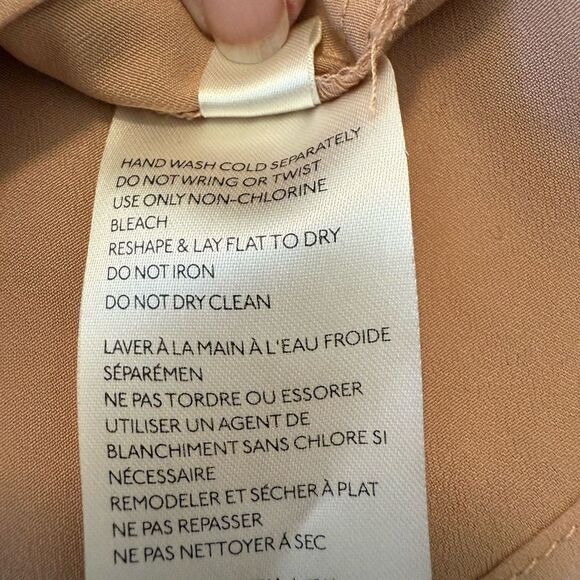 HAND WASH COLD SEPARATELY
DO NOT WRING OR TWIST
USE ONLY NON-CHLORINE
BLEACH
RESHAPE & LAY FLAT TO DRY
DO NOT IRON
DO NOT DRY CLEAN
LAVER À LA MAIN À L'EAU FROIDE
SÉPARÉMEN
NE PAS TORDRE OU ESSORER
UTILISER UN AGENT DE
BLANCHIMENT SANS CHLORE SI
NÉCESSAIRE
REMODELER ET SÉCHER À PLAT
NE PAS REPASSER
NE PAS NETTOYER Á SEC